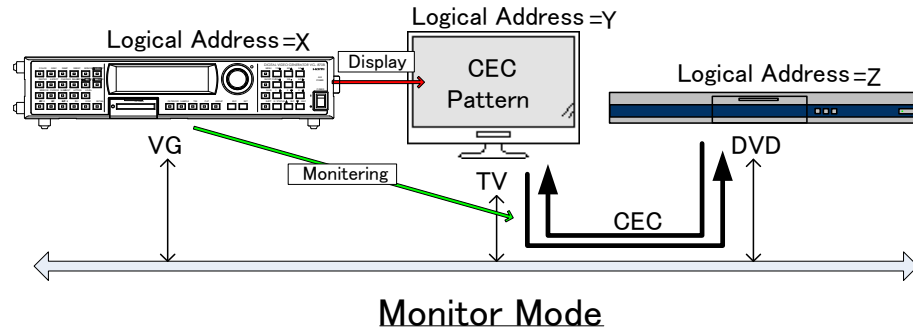 Logical Address=X
Logical Address=Y
Logical Address=Z
Display
CEC
Pattern
VG
Monitering
TV
CEC
DVD
Monitor Mode